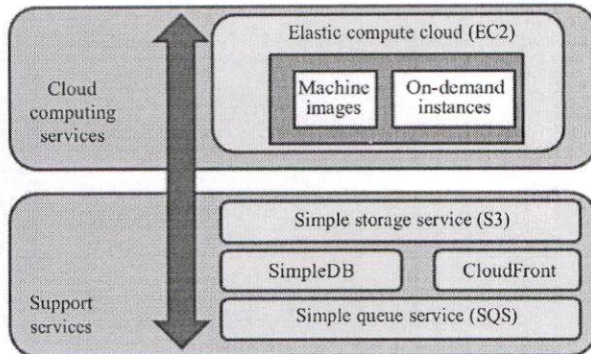 Elastic compute cloud (EC2)
Machine
images
On-demand
instances
Cloud
computing
services
Simple storage service (S3)
SimpleDB
CloudFront
Simple queue service (SQS)
Support
services